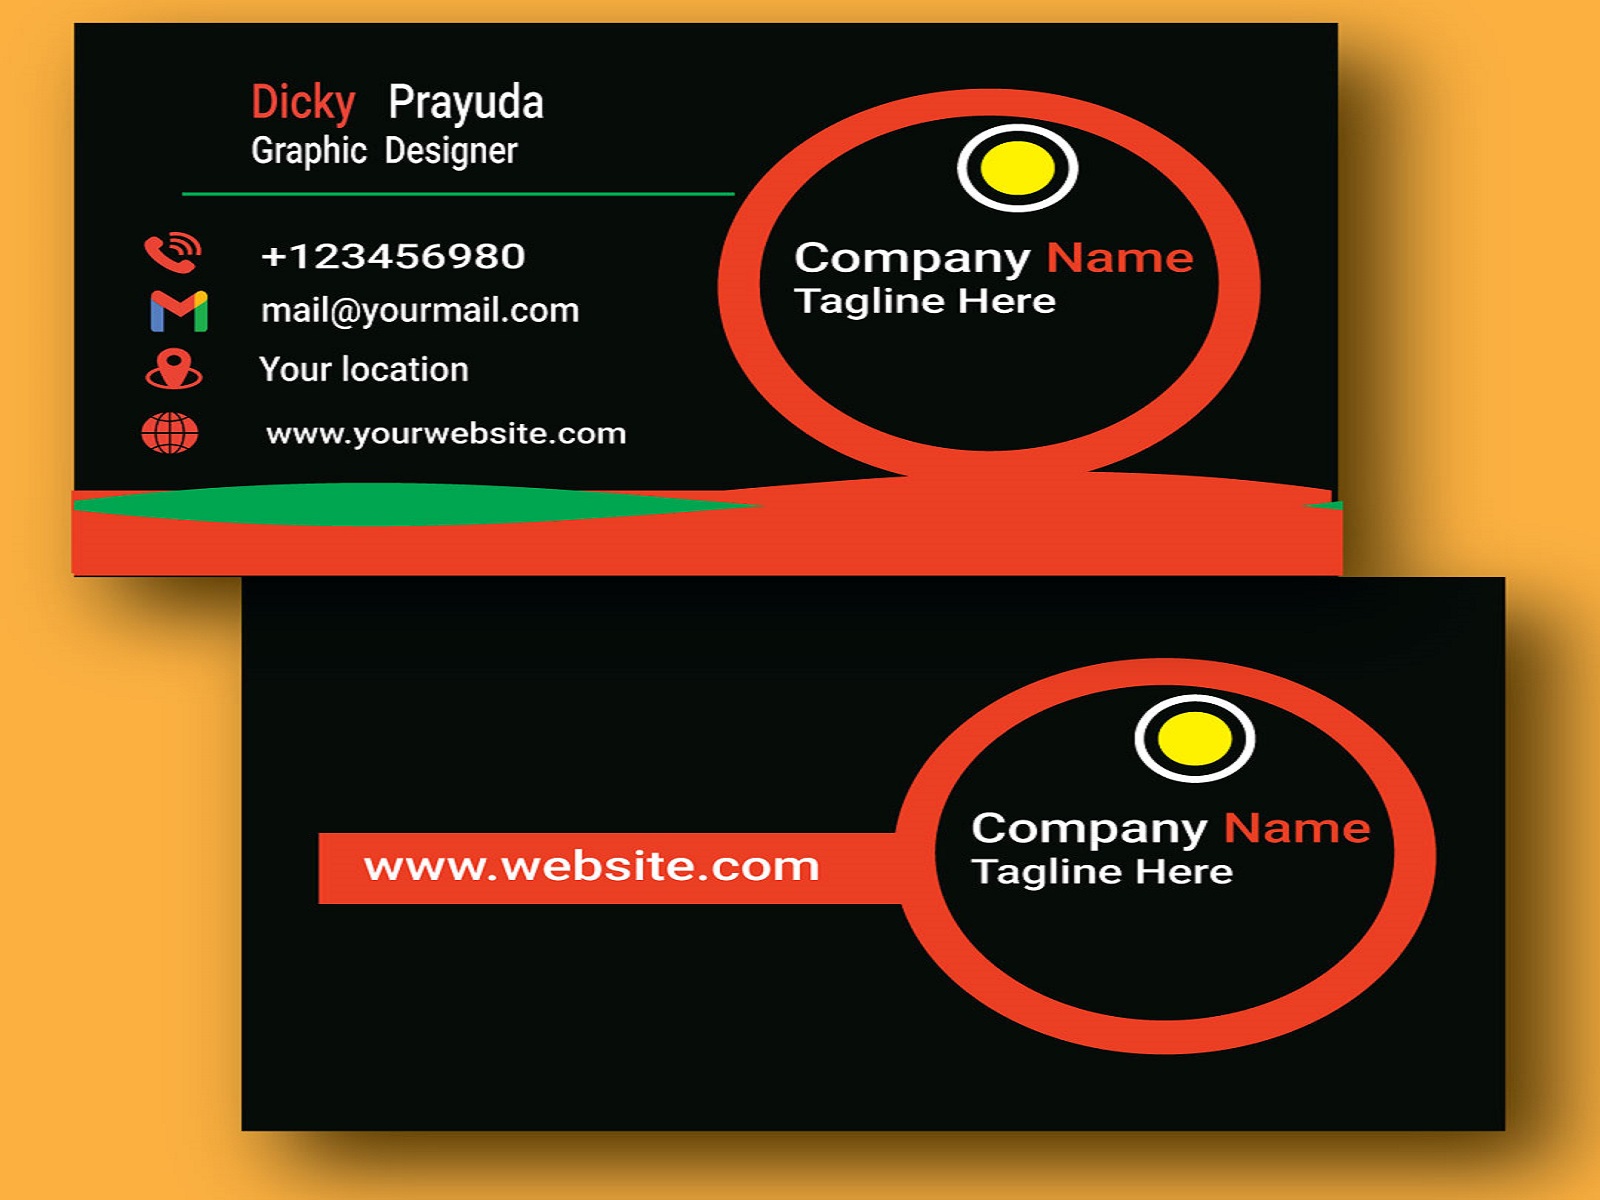 Dicky Prayuda
Graphic Designer
+123456980
mail@yourmail.com
Your location
www.yourwebsite.com
Company Name
Tagline Here
www.website.com
Company Name
Tagline Here